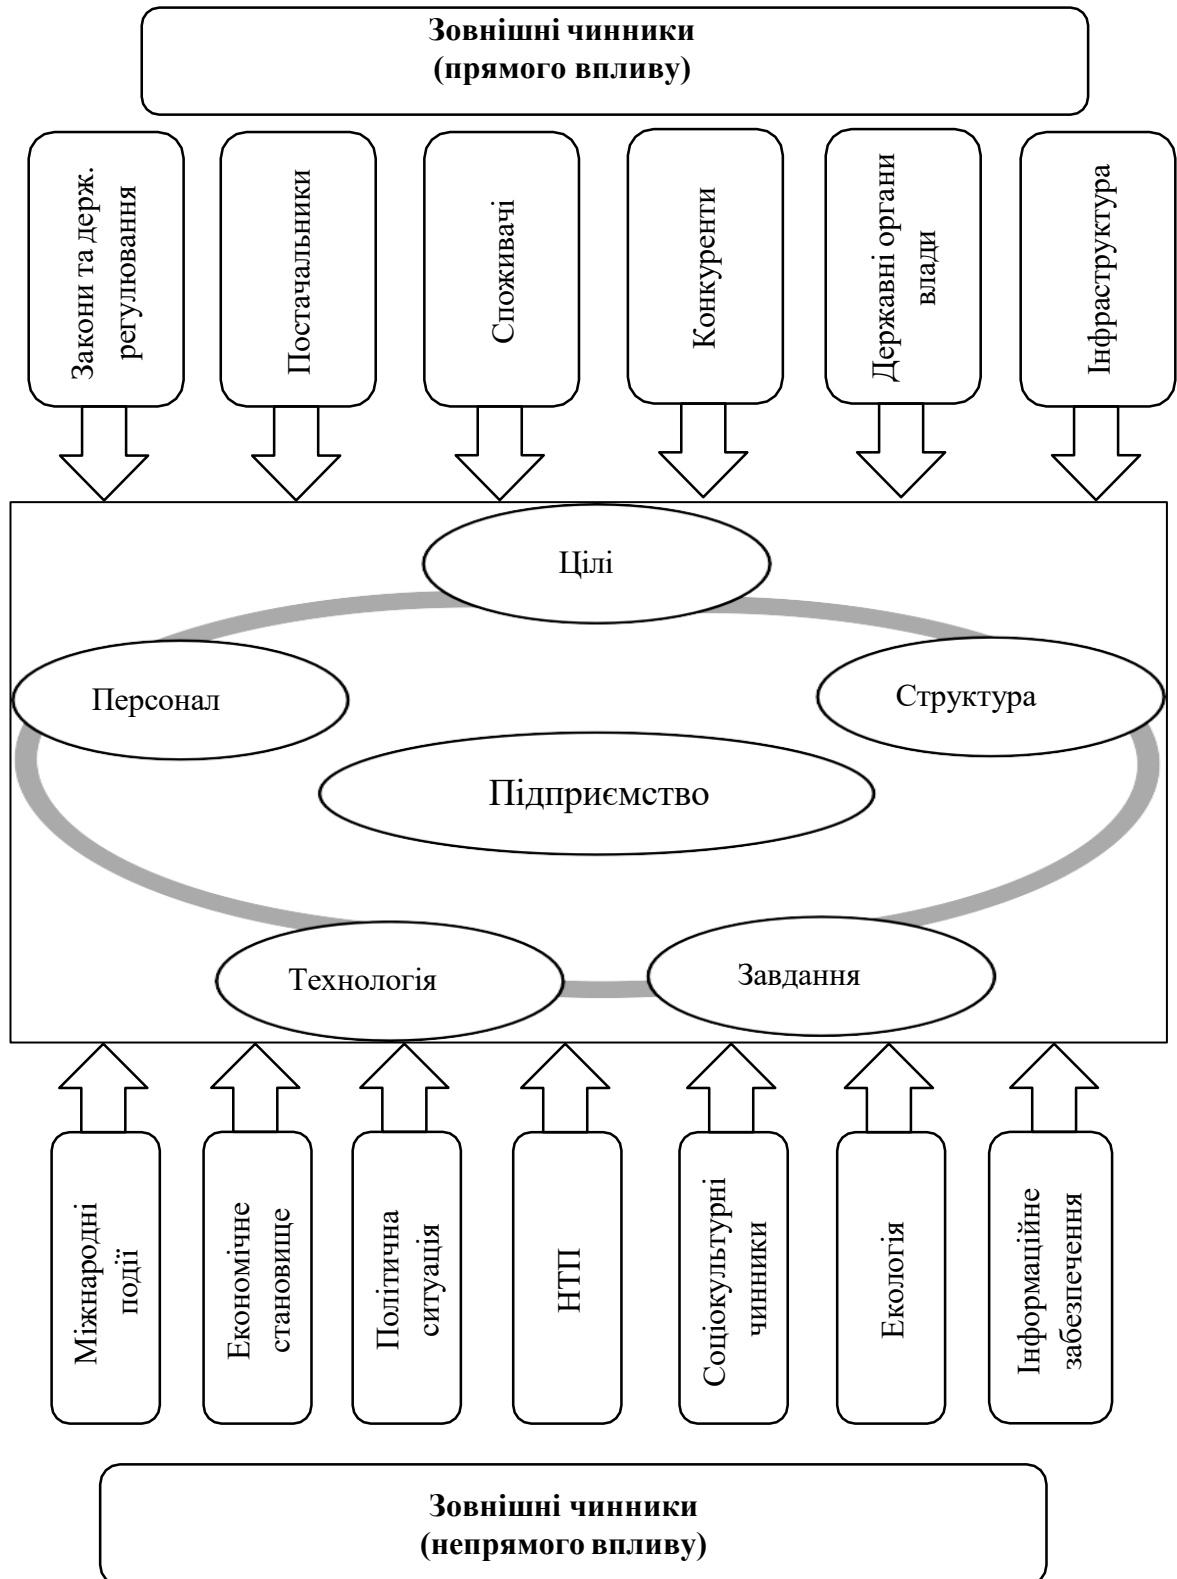 Зовнішні чинники
(прямого впливу)
Закони та держ.
регулювання
Постачальники
Споживачі
Конкуренти
Державні органи
влади
Інфраструктура
Цілі
Персонал
Структура
Підприємство
Технологія
Завдання
Міжнародні
події
Економічне
становище
Політична
ситуація
НТП
Соціокультурні
чинники
Екологія
Інформаційне
забезпечення
Зовнішні чинники
(непрямого впливу)